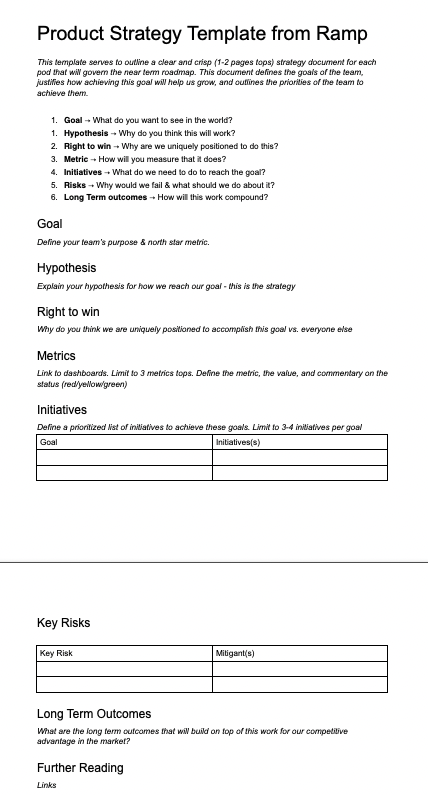 Product Strategy Template from Ramp
This template serves to outline a clear and crisp (1-2 pages tops) strategy document for each
pod that will govern the near term roadmap. This document defines the goals of the team,
justifies how achieving this goal will help us grow, and outlines the priorities of the team to
achieve them.
1. Goal → What do you want to see in the world?
1. Hypothesis → Why do you think this will work?
2. Right to win → Why are we uniquely positioned to do this?
3. Metric → How will you measure that it does?
4. Initiatives → What do we need to do to reach the goal?
5. Risks → Why would we fail & what should we do about it?
6. Long Term outcomes → How will this work compound?
Goal
Define your team's purpose & north star metric.
Hypothesis
Explain your hypothesis for how we reach our goal - this is the strategy
Right to win
Why do you think we are uniquely positioned to accomplish this goal vs. everyone else
Metrics
Link to dashboards. Limit to 3 metrics tops. Define the metric, the value, and commentary on the
status (red/yellow/green)
Initiatives
Define a prioritized list of initiatives to achieve these goals. Limit to 3-4 initiatives per goal
Goal Initiatives(s)
Key Risks
Key Risk Mitigant(s)
Long Term Outcomes
What are the long term outcomes that will build on top of this work for our competitive
advantage in the market?
Further Reading
Links